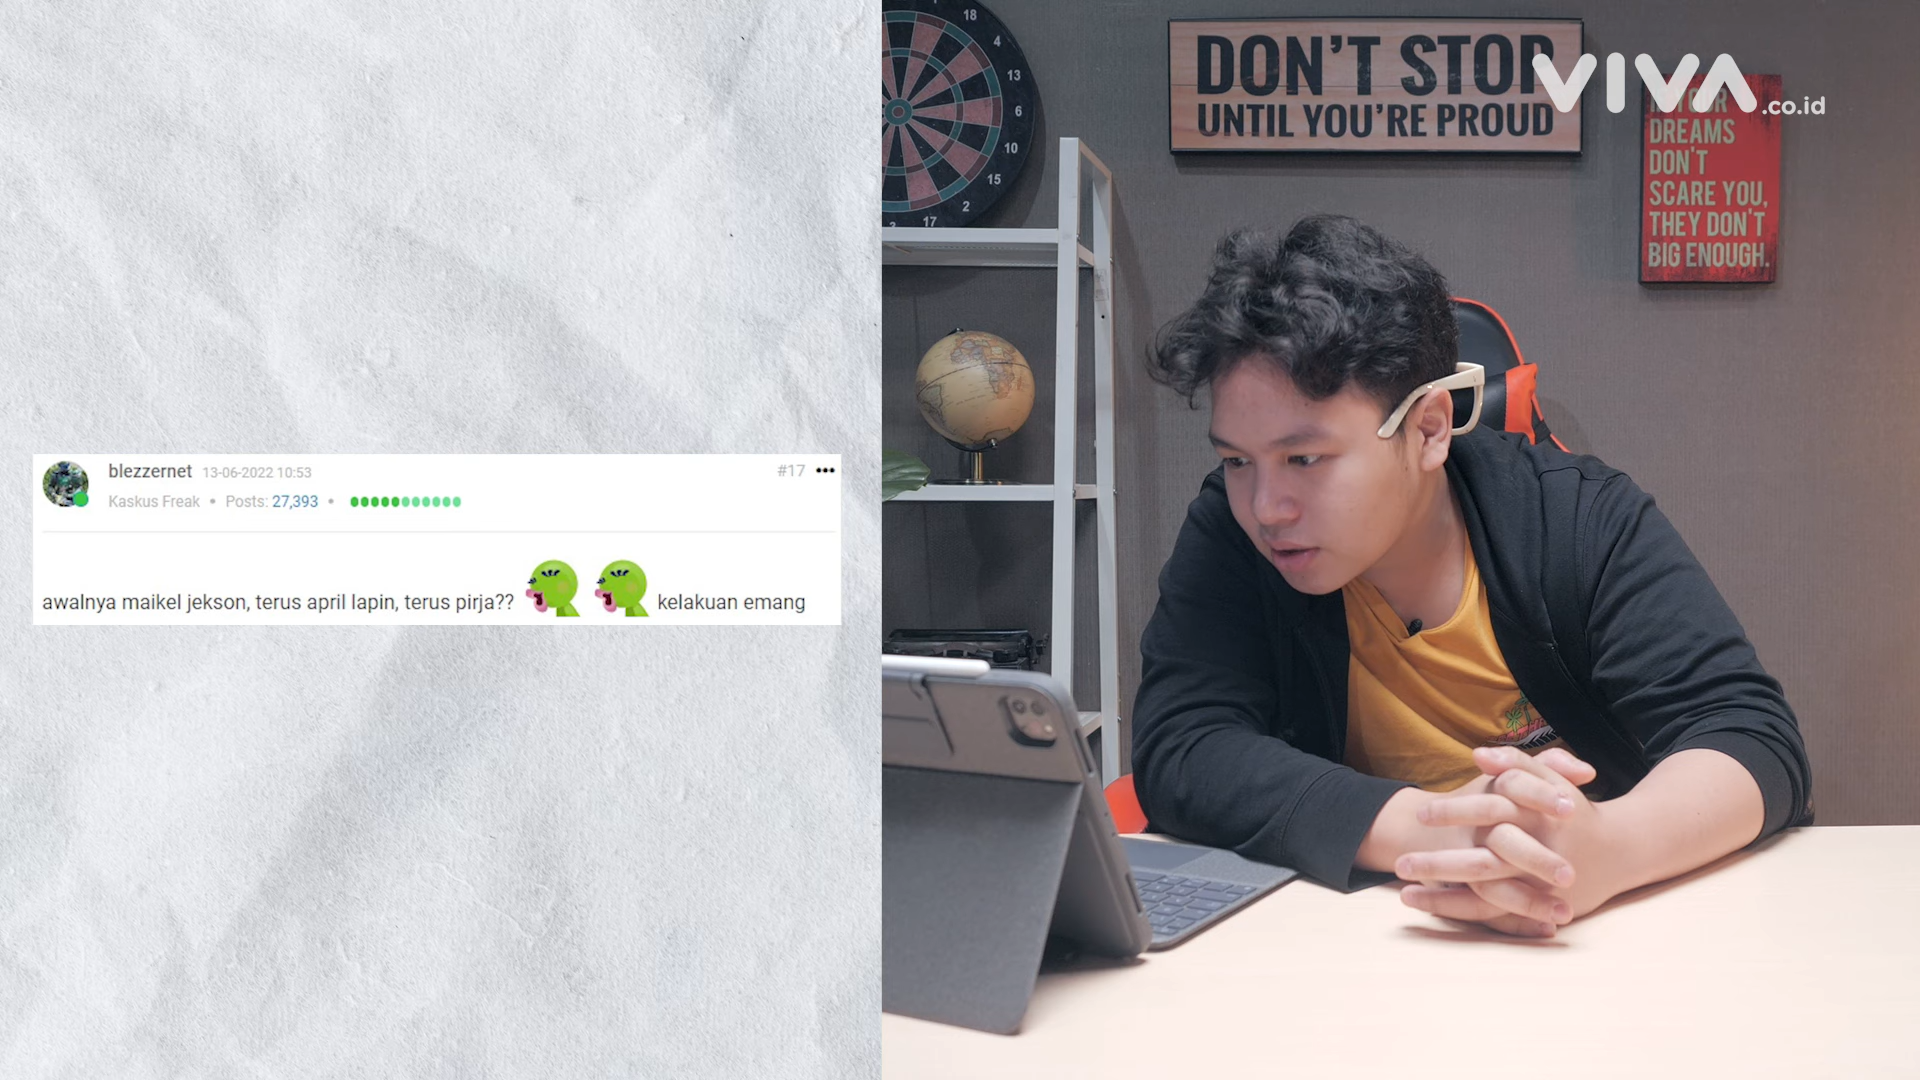 blezzernet 13-06-2022 10:53 #17
Kaskus Freak • Posts: 27,393 •
awalnya maikel jekson, terus april lapin, terus pirja?? kelakuan emang
18
4
13
6
10
15
2
17
3
DON'T STOP
UNTIL YOU'RE PROUD
VIVA.co.id
DREAMS
DON'T
SCARE YOU,
THEY DON'T
BIG ENOUGH.